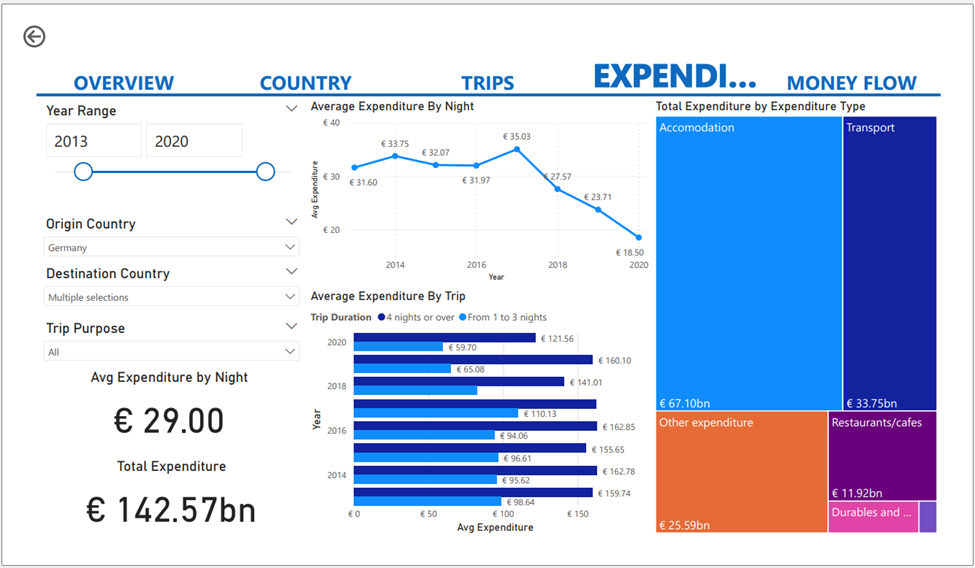 OVERVIEW
COUNTRY
TRIPS
EXPENDI...
MONEY FLOW
Year Range
2013
2020
Origin Country
Germany
Destination Country
Multiple selections
Trip Purpose
All
Avg Expenditure by Night
€ 29.00
Total Expenditure
€ 142.57bn
Average Expenditure By Night
Avg Expenditure
€ 40
€ 30
€ 20
€ 31.60
€ 33.75
€ 32.07
€ 31.97
€ 35.03
€ 27.57
€ 23.71
€ 18.50
2014
2016
2018
2020
Year
Average Expenditure By Trip
Trip Duration
4 nights or over
From 1 to 3 nights
Year
2020
€ 121.56
€ 59.70
€ 160.10
€ 65.08
2018
€ 141.01
€ 110.13
2016
€ 162.85
€ 94.06
€ 155.65
€ 96.61
2014
€ 162.78
€ 95.62
€ 159.74
€ 98.64
€ 0
€ 50
€ 100
€ 150
Avg Expenditure
Total Expenditure by Expenditure Type
Accomodation
€ 67.10bn
Transport
€ 33.75bn
Other expenditure
€ 25.59bn
Restaurants/cafes
€ 11.92bn
Durables and ...